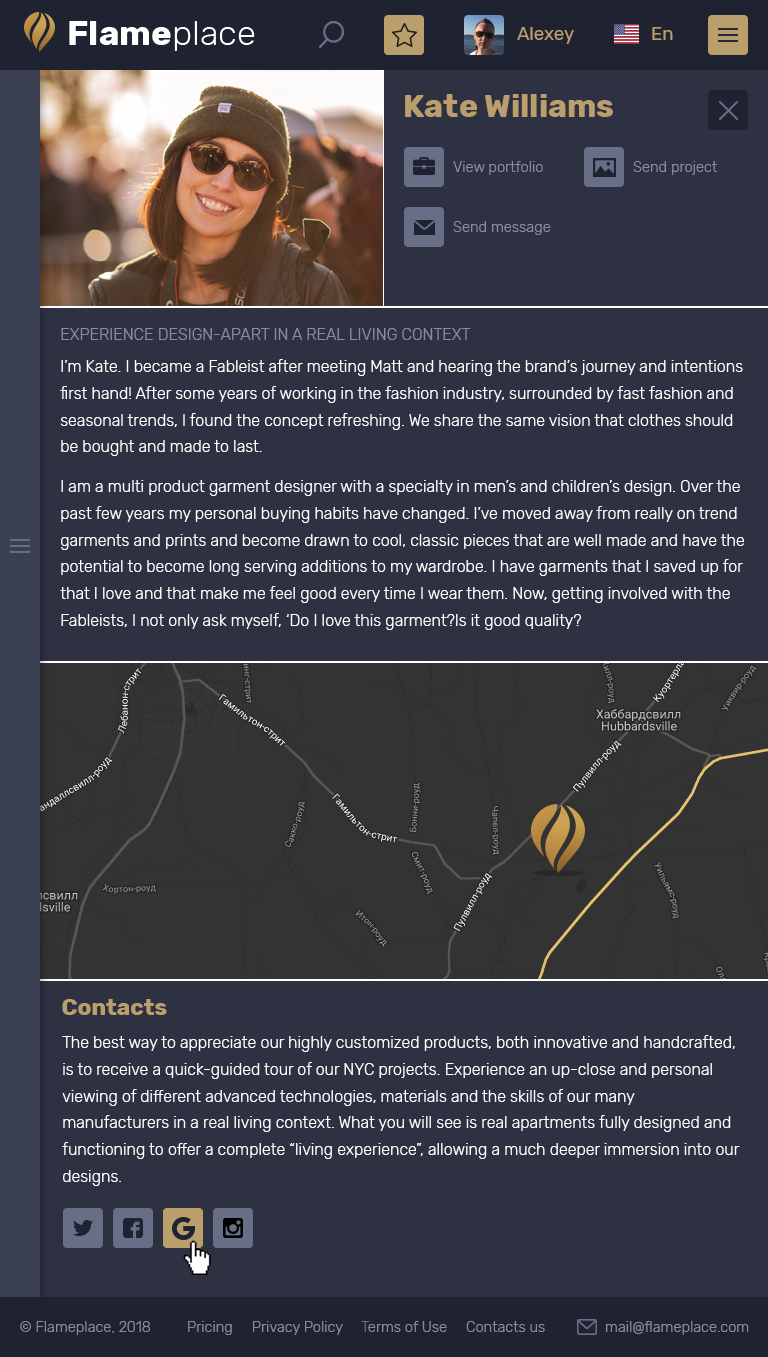 Flameplace
Alexey
En
Kate Williams
View portfolio
Send project
Send message
EXPERIENCE DESIGN-APART IN A REAL LIVING CONTEXT
I’m Kate. I became a Fableist after meeting Matt and hearing the brand’s journey and intentions
first hand! After some years of working in the fashion industry, surrounded by fast fashion and
seasonal trends, I found the concept refreshing. We share the same vision that clothes should
be bought and made to last.
I am a multi product garment designer with a specialty in men’s and children’s design. Over the
past few years my personal buying habits have changed. I’ve moved away from really on trend
garments and prints and become drawn to cool, classic pieces that are well made and have the
potential to become long serving additions to my wardrobe. I have garments that I saved up for
that I love and that make me feel good every time I wear them. Now, getting involved with the
Fableists, I not only ask myself, ‘Do I love this garment?Is it good quality?
Лебанон-стрит
Гамильтон-стрит
Хаббардсвилл
Hubbardsville
Уиквир-роуд
Пулвилл-роуд
андаллсвилл-роуд
Сакко-роуд
Гамильтон-стрит
Бонни-роуд
Чапел-роуд
Смит-роуд
Хортон-роуд
Итон-роуд
Пулвилл-роуд
Уильямс-роуд
Contacts
The best way to appreciate our highly customized products, both innovative and handcrafted,
is to receive a quick-guided tour of our NYC projects. Experience an up-close and personal
viewing of different advanced technologies, materials and the skills of our many
manufacturers in a real living context. What you will see is real apartments fully designed and
functioning to offer a complete “living experience”, allowing a much deeper immersion into our
designs.
© Flameplace, 2018
Pricing
Privacy Policy
Terms of Use
Contacts us
mail@flameplace.com